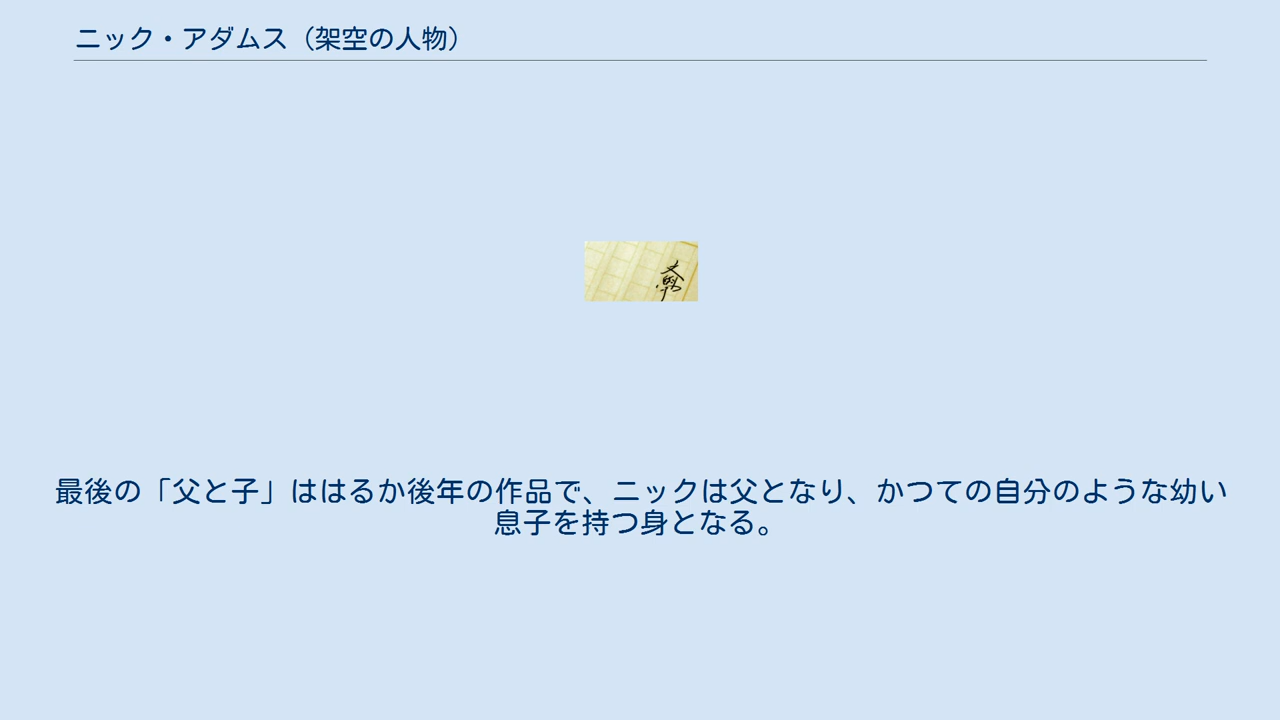 ニック・アダムス（架空の人物）
最後の「父と子」ははるか後年の作品で、ニックは父となり、かつての自分のような幼い
息子を持つ身となる。